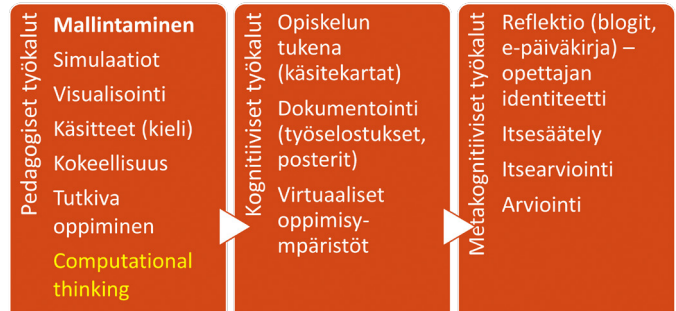 Pedagogiset työkalut
Mallintaminen
Simulaatiot
Visualisointi
Käsitteet (kieli)
Kokeellisuus
Tutkiva
oppiminen
Computational
thinking
Kognitiiviset työkalut
Opiskelun
tukena
(käsitekartat)
Dokumentointi
(työselostukset,
posterit)
Virtuaaliset
oppimisy-
mpäristöt
Metakognitiiviset työkalut
Reflektio (blogit,
e-päiväkirja) –
opettajan
identiteetti
Itsesäätely
Itsearviointi
Arviointi